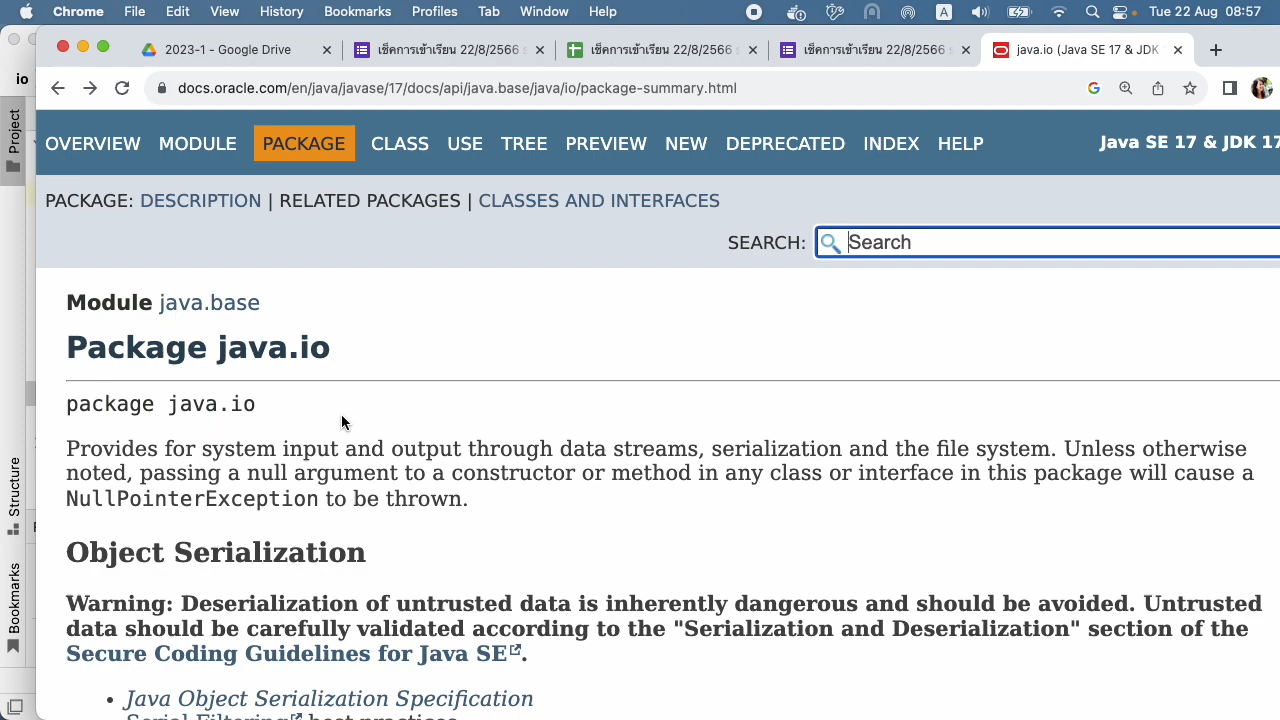 Chrome File Edit View History Bookmarks Profiles Tab Window Help A Tue 22 Aug 08:57
2023-1 - Google Drive เช็คการเข้าเรียน 22/8/2566 เช็คการเข้าเรียน 22/8/2566 เช็คการเข้าเรียน 22/8/2566 java.io (Java SE 17 & JDK
io
docs.oracle.com/en/java/javase/17/docs/api/java.base/java/io/package-summary.html
Project
OVERVIEW MODULE PACKAGE CLASS USE TREE PREVIEW NEW DEPRECATED INDEX HELP Java SE 17 & JDK 17
PACKAGE: DESCRIPTION | RELATED PACKAGES | CLASSES AND INTERFACES
SEARCH: Search
Module java.base
Package java.io
package java.io
Provides for system input and output through data streams, serialization and the file system. Unless otherwise
noted, passing a null argument to a constructor or method in any class or interface in this package will cause a
NullPointerException to be thrown.
Structure
Object Serialization
Bookmarks
Warning: Deserialization of untrusted data is inherently dangerous and should be avoided. Untrusted
data should be carefully validated according to the "Serialization and Deserialization" section of the
Secure Coding Guidelines for Java SE.
• Java Object Serialization Specification
Serial Filtering best practices